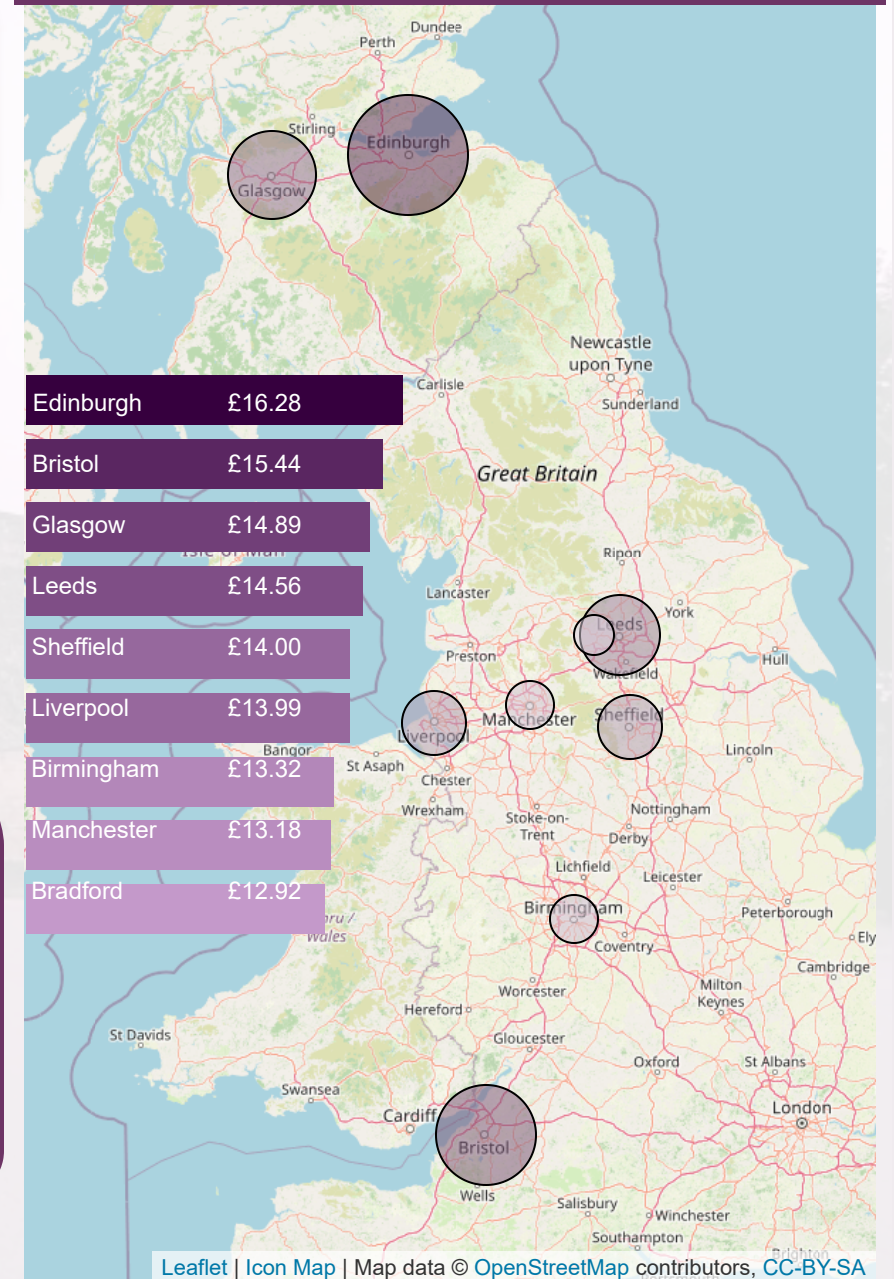 Dundee
Perth
Stirling
Edinburgh
Glasgow
Newcastle
upon Tyne
Carlisle
Sunderland
Edinburgh £16.28
Bristol £15.44
Great Britain
Glasgow £14.89
Isle of Man
Ripon
Leeds £14.56
Lancaster
York
Leeds
Sheffield £14.00
Preston
Hull
Wakefield
Liverpool £13.99
Manchester
Sheffield
Liverpool
Bangor
Lincoln
St Asaph
Birmingham £13.32
Chester
Wrexham
Nottingham
Stoke-on-
Trent
Manchester £13.18
Derby
Lichfield
Leicester
Bradford £12.92
Birmingham
Peterborough
Wales
Ely
Coventry
Cambridge
Worcester
Milton
Keynes
Hereford
St Davids
Gloucester
Oxford
St Albans
Swansea
Cardiff
London
Bristol
Wells
Salisbury
Winchester
Southampton
Brighton
Leaflet | Icon Map | Map data © OpenStreetMap contributors, CC-BY-SA